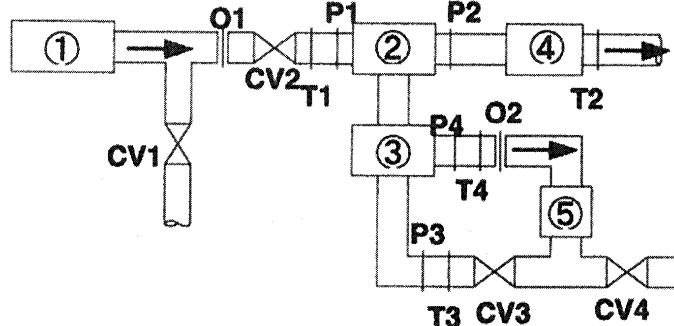 O1 P1 P2
① ② ④
CV2 T1 T2
CV1 ③ P4 O2
T4
⑤
P3
T3 CV3 CV4